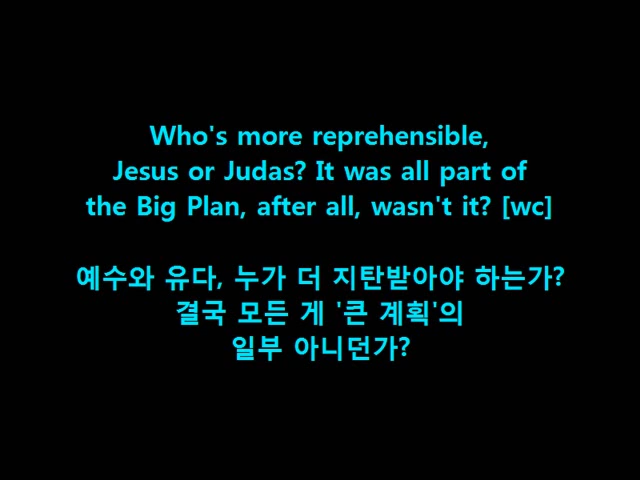 Who's more reprehensible,
Jesus or Judas? It was all part of
the Big Plan, after all, wasn't it? [wc]
예수와 유다, 누가 더 지탄받아야 하는가?
결국 모든 게 '큰 계획'의
일부 아니던가?